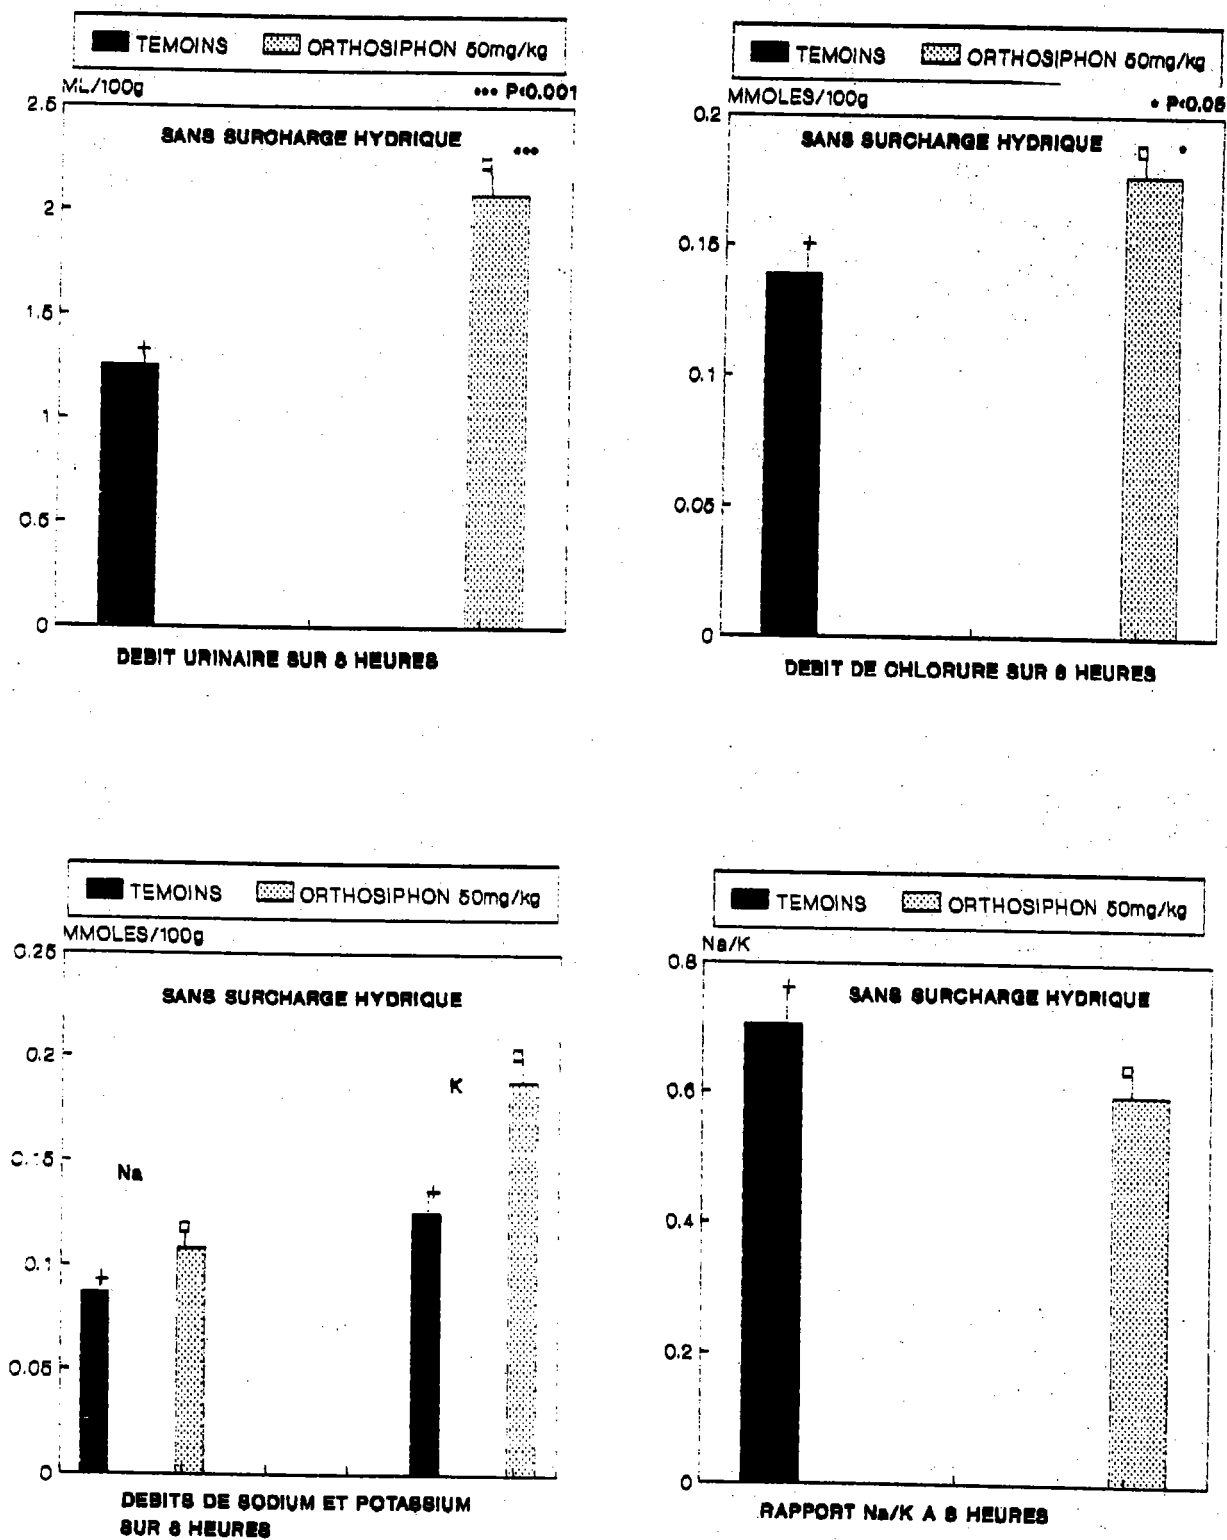 TEMOINS ORTHOSIPHON 50mg/kg
ML/100g ••• P<0.001
2.5
SANS SURCHARGE HYDRIQUE •••
2
1.5
1
0.5
0
DEBIT URINAIRE SUR 8 HEURES
TEMOINS ORTHOSIPHON 50mg/kg
MMOLES/100g • P<0.05
0.2
SANS SURCHARGE HYDRIQUE •
0.15
0.1
0.05
0
DEBIT DE CHLORURE SUR 8 HEURES
TEMOINS ORTHOSIPHON 50mg/kg
MMOLES/100g
0.25
SANS SURCHARGE HYDRIQUE
0.2
K
0.15
Na
0.1
0.05
0
DEBITS DE SODIUM ET POTASSIUM
SUR 8 HEURES
TEMOINS ORTHOSIPHON 50mg/kg
Na/K
0.8
SANS SURCHARGE HYDRIQUE
0.6
0.4
0.2
0
RAPPORT Na/K A 8 HEURES